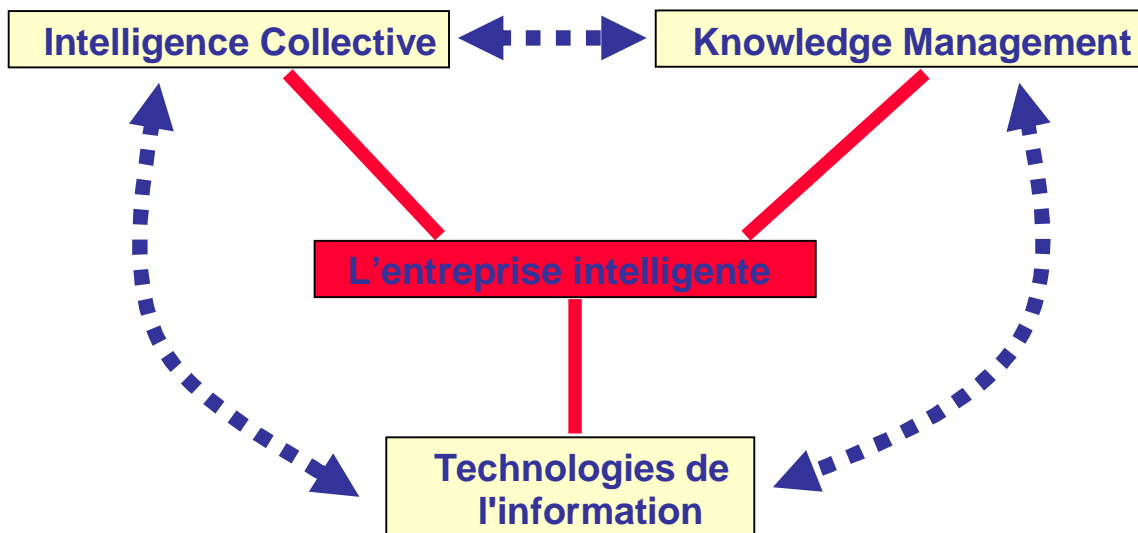 Intelligence Collective
Knowledge Management
L’entreprise intelligente
Technologies de
l'information